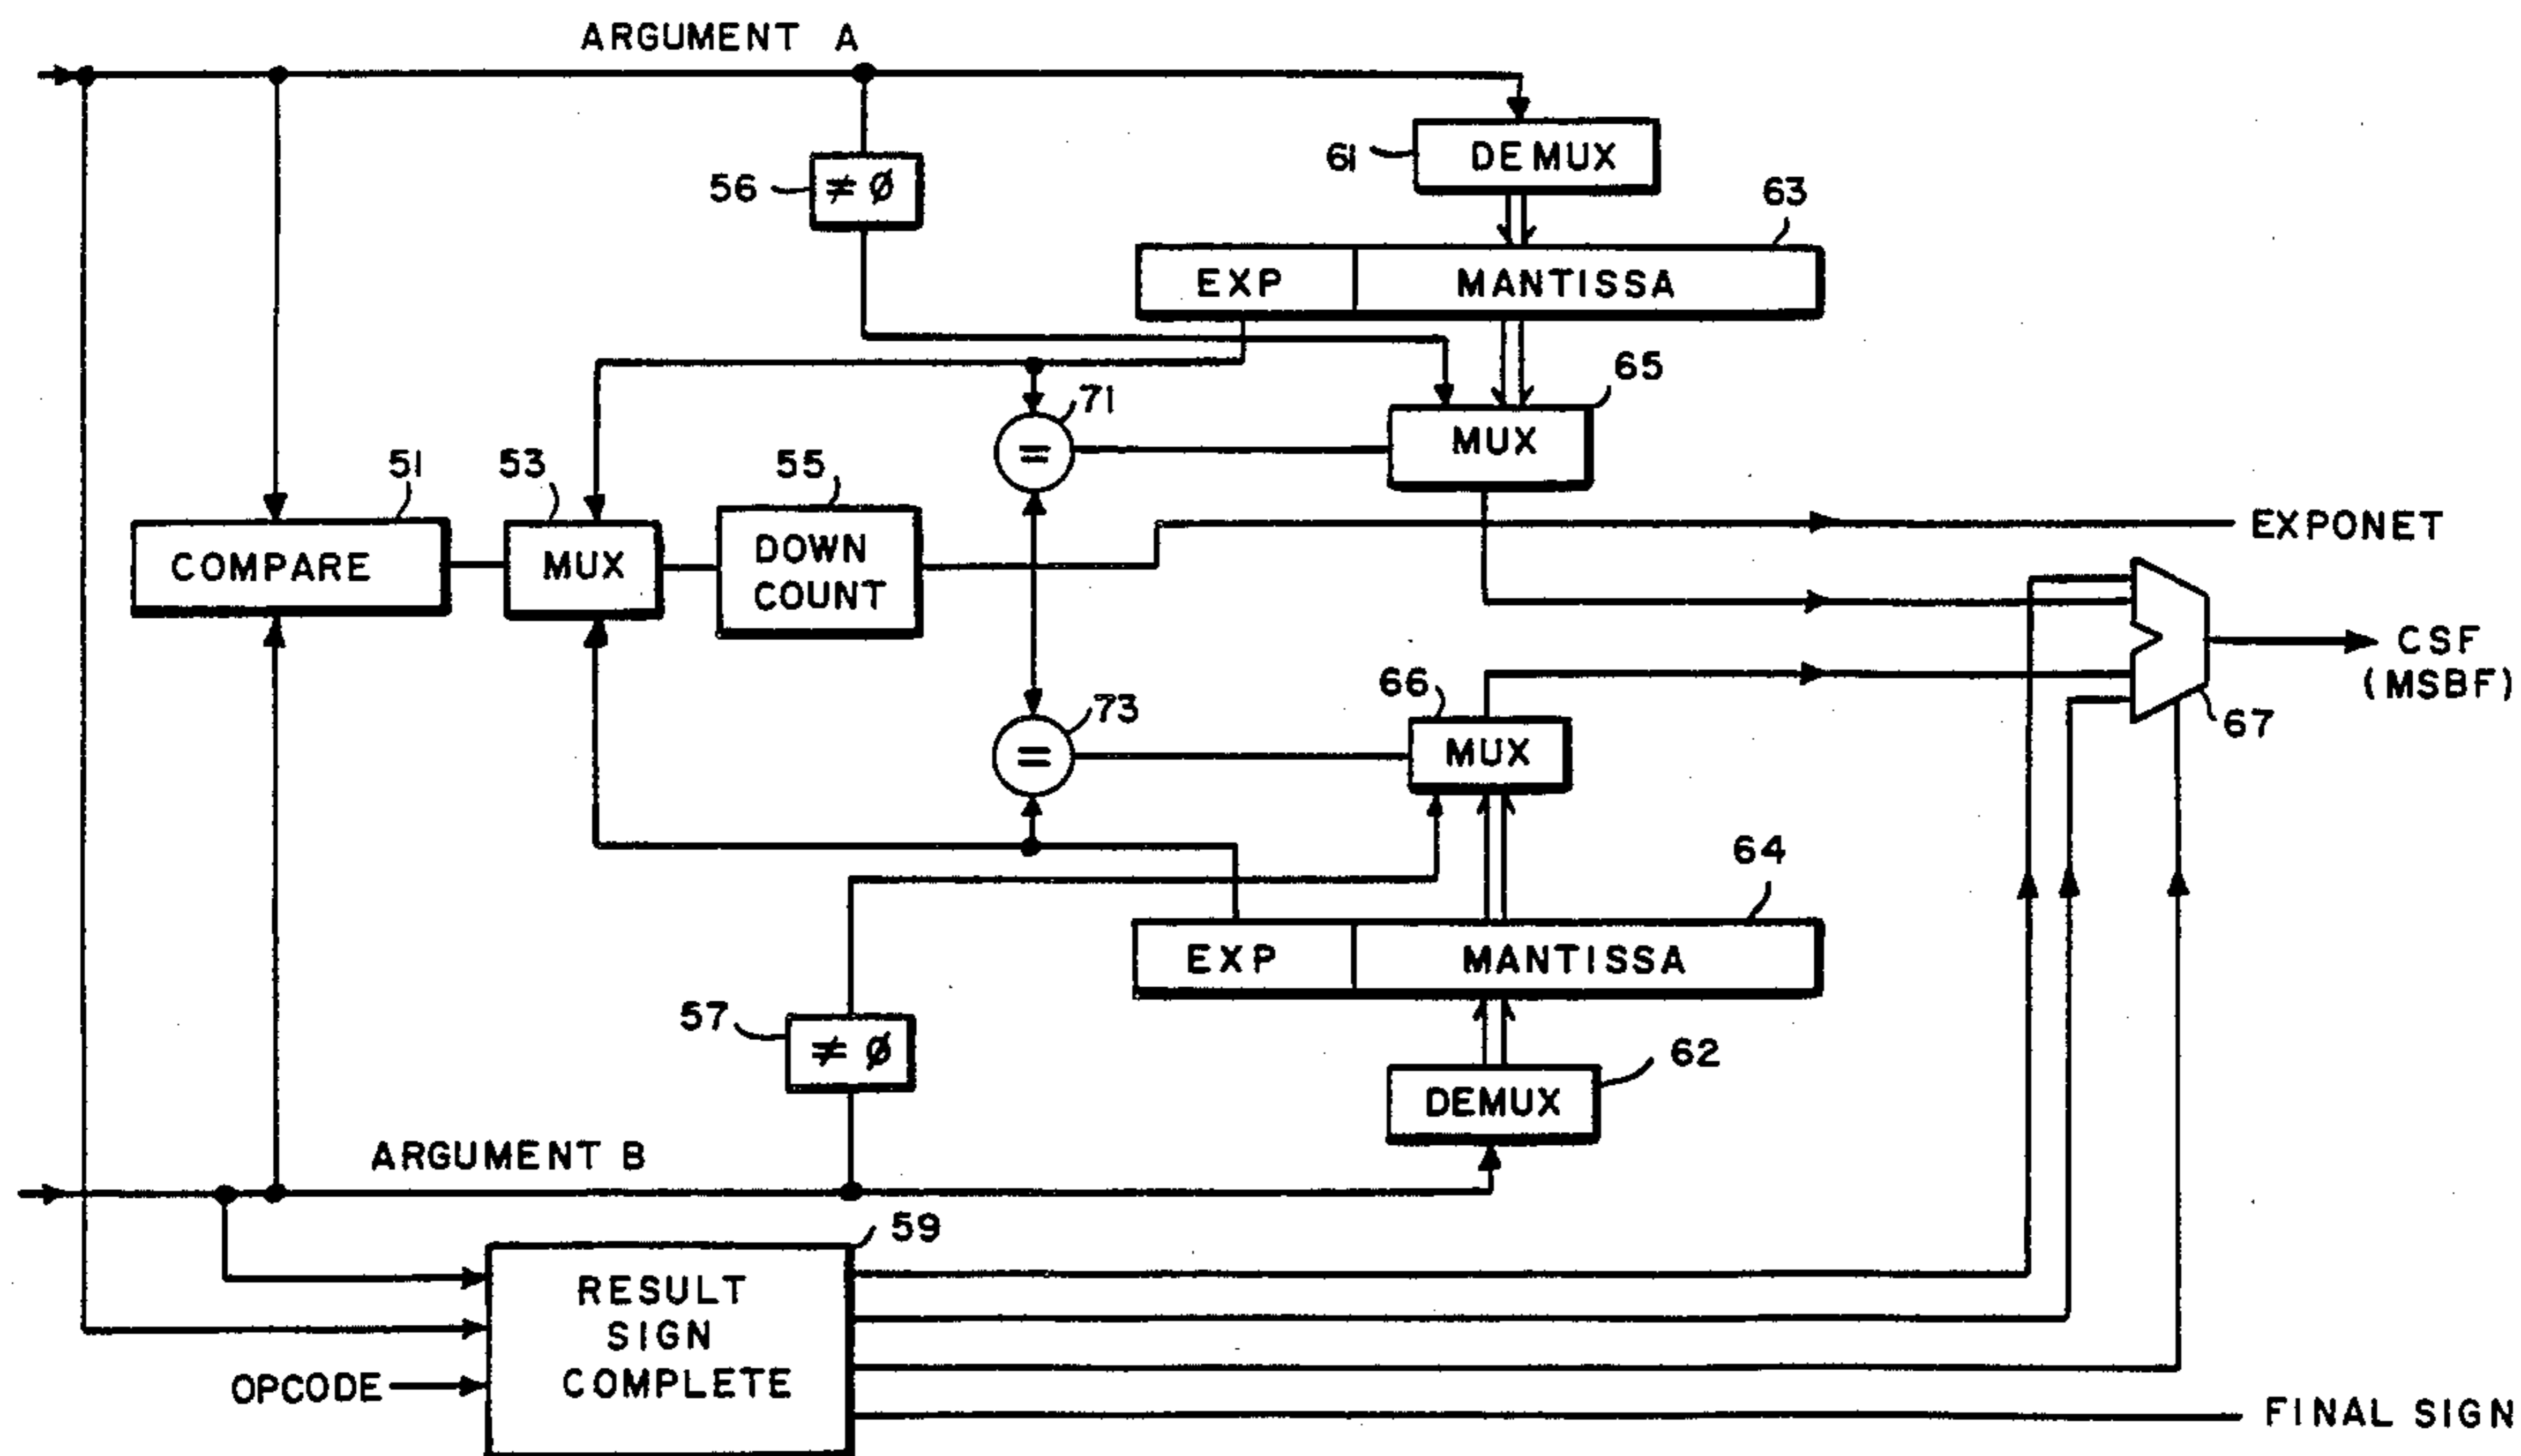 ARGUMENT A
61
DEMUX
56
≠ Ø
63
EXP
MANTISSA
65
71
=
MUX
51
53
55
COMPARE
MUX
DOWN
COUNT
EXPONET
CSF
(MSBF)
67
66
73
=
MUX
64
EXP
MANTISSA
57
≠ Ø
62
DEMUX
ARGUMENT B
59
RESULT
SIGN
COMPLETE
OPCODE
FINAL SIGN